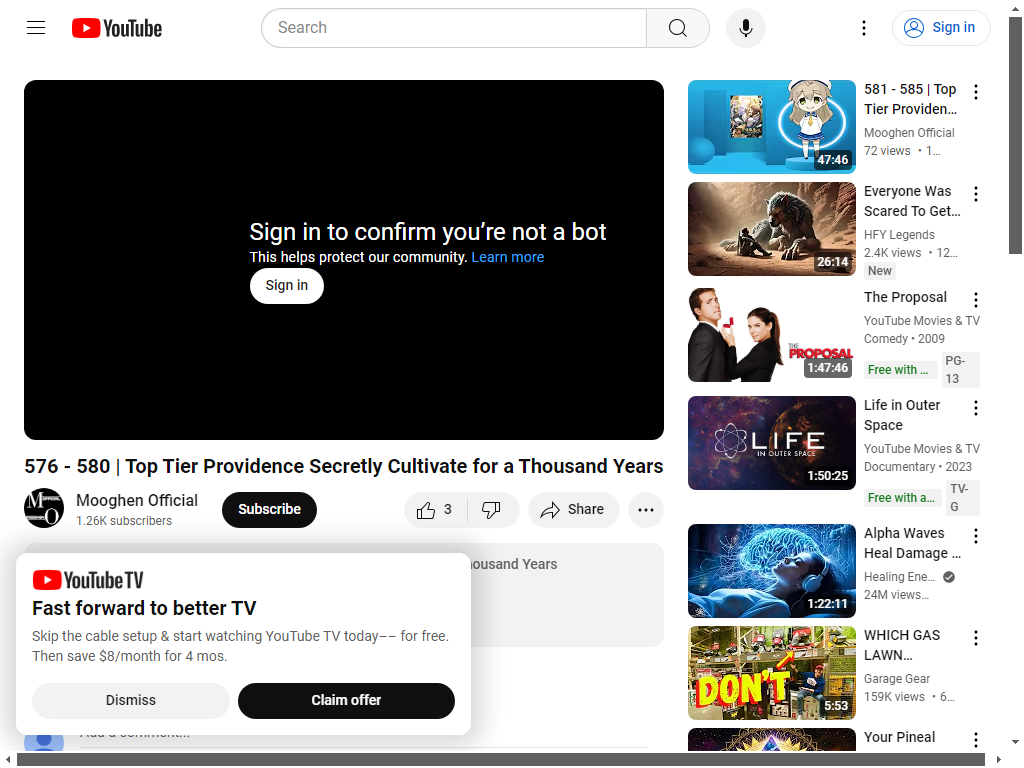 YouTube
Search
Sign in
Sign in to confirm you're not a bot
This helps protect our community. Learn more
Sign in
576 - 580 | Top Tier Providence Secretly Cultivate for a Thousand Years
Mooghen Official
1.26K subscribers
Subscribe
3
Share
housand Years
YouTube TV
Fast forward to better TV
Skip the cable setup & start watching YouTube TV today–– for free.
Then save $8/month for 4 mos.
Dismiss
Claim offer
Add a comment...
47:46
581 - 585 | Top
Tier Providen…
Mooghen Official
72 views • 1…
26:14
Everyone Was
Scared To Get…
HFY Legends
2.4K views • 12…
New
THE
PROPOSAL
1:47:46
The Proposal
YouTube Movies & TV
Comedy • 2009
Free with …
PG-
13
LIFE
IN OUTER SPACE
1:50:25
Life in Outer
Space
YouTube Movies & TV
Documentary • 2023
Free with a…
TV-
G
1:22:11
Alpha Waves
Heal Damage …
Healing Ene…
24M views…
DON'T
5:53
WHICH GAS
LAWN…
Garage Gear
159K views • 6…
Your Pineal